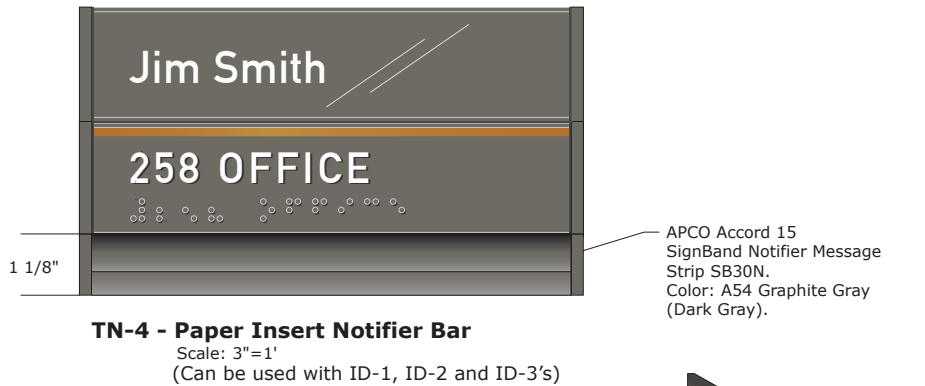 Jim Smith
258 OFFICE
⠼⠆⠢⠦ ⠕⠋⠋⠊⠉⠑
1 1/8"
APCO Accord 15
SignBand Notifier Message
Strip SB30N.
Color: A54 Graphite Gray
(Dark Gray).
TN-4 - Paper Insert Notifier Bar
Scale: 3"=1'
(Can be used with ID-1, ID-2 and ID-3’s)